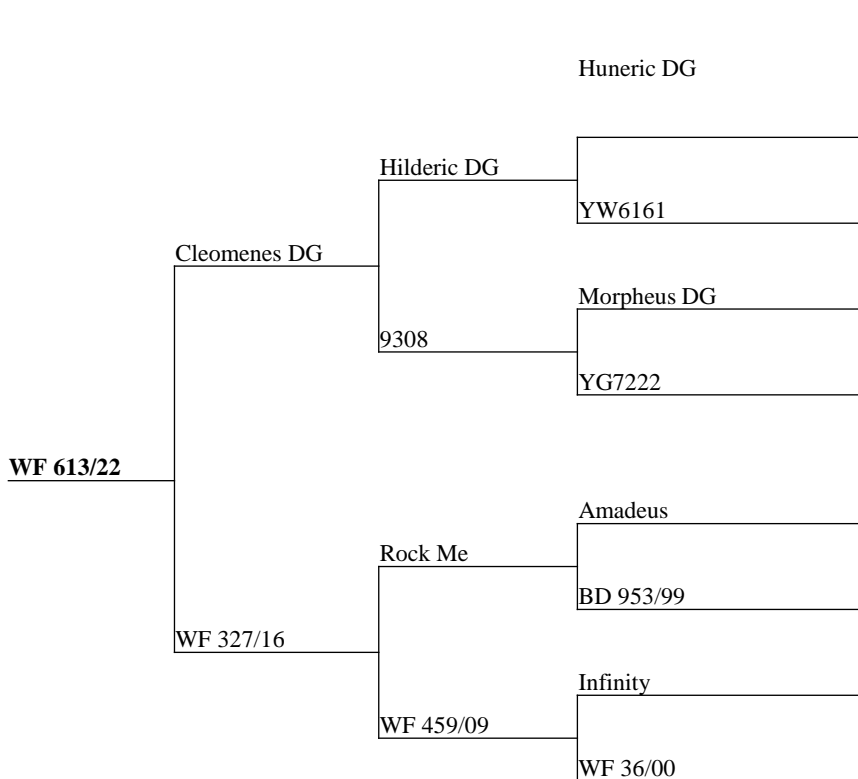 Huneric DG
Hilderic DG
YW6161
Cleomenes DG
Morpheus DG
9308
YG7222
WF 613/22
Amadeus
Rock Me
BD 953/99
WF 327/16
Infinity
WF 459/09
WF 36/00